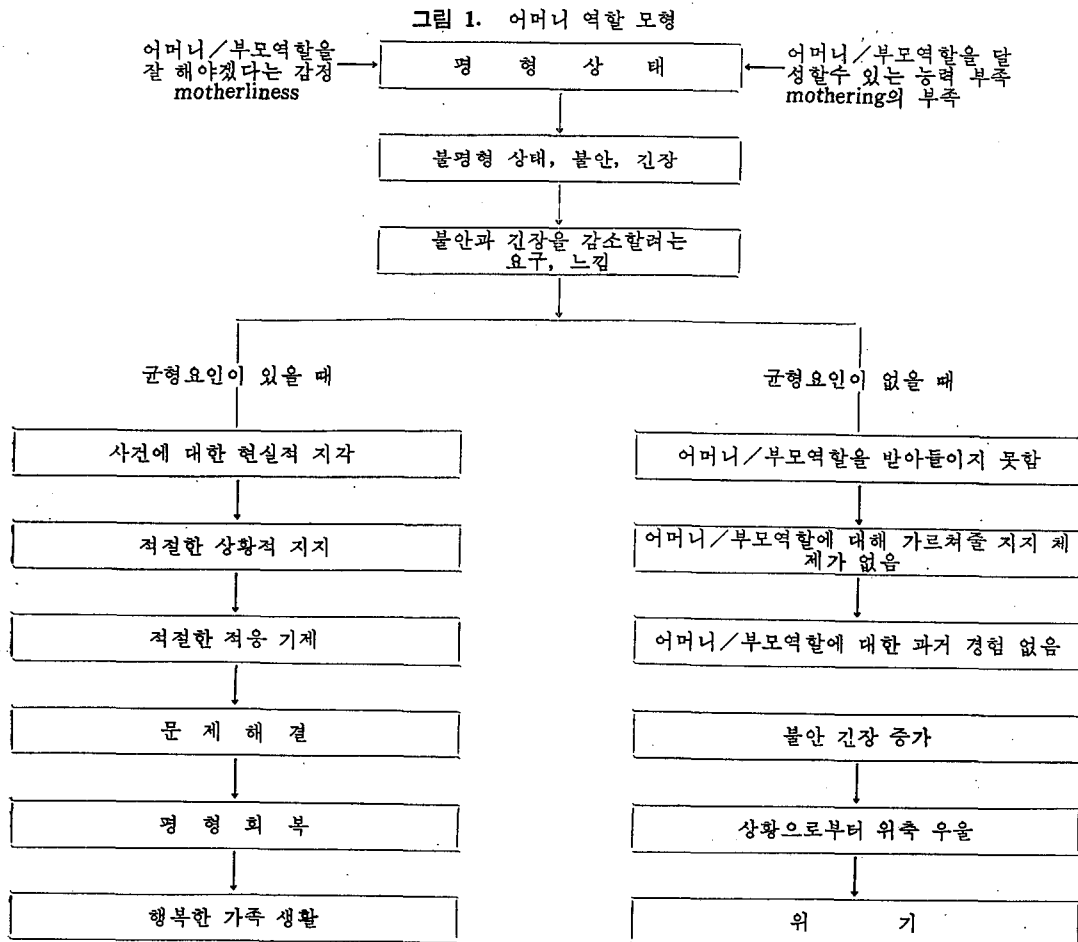 그림 1. 어머니 역할 모형
어머니／부모역할을
잘 해야겠다는 감정
motherliness
평 형 상 태
어머니／부모역할을 달
성할수 있는 능력 부족
mothering의 부족
불평형 상태, 불안, 긴장
불안과 긴장을 감소할려는
요구, 느낌
균형요인이 있을 때
균형요인이 없을 때
사건에 대한 현실적 지각
적절한 상황적 지지
적절한 적응 기제
문 제 해 결
평 형 회 복
행복한 가족 생활
어머니／부모역할을 받아들이지 못함
어머니／부모역할에 대해 가르쳐줄 지지 체
제가 없음
어머니／부모역할에 대한 과거 경험 없음
불안 긴장 증가
상황으로부터 위축 우울
위 기